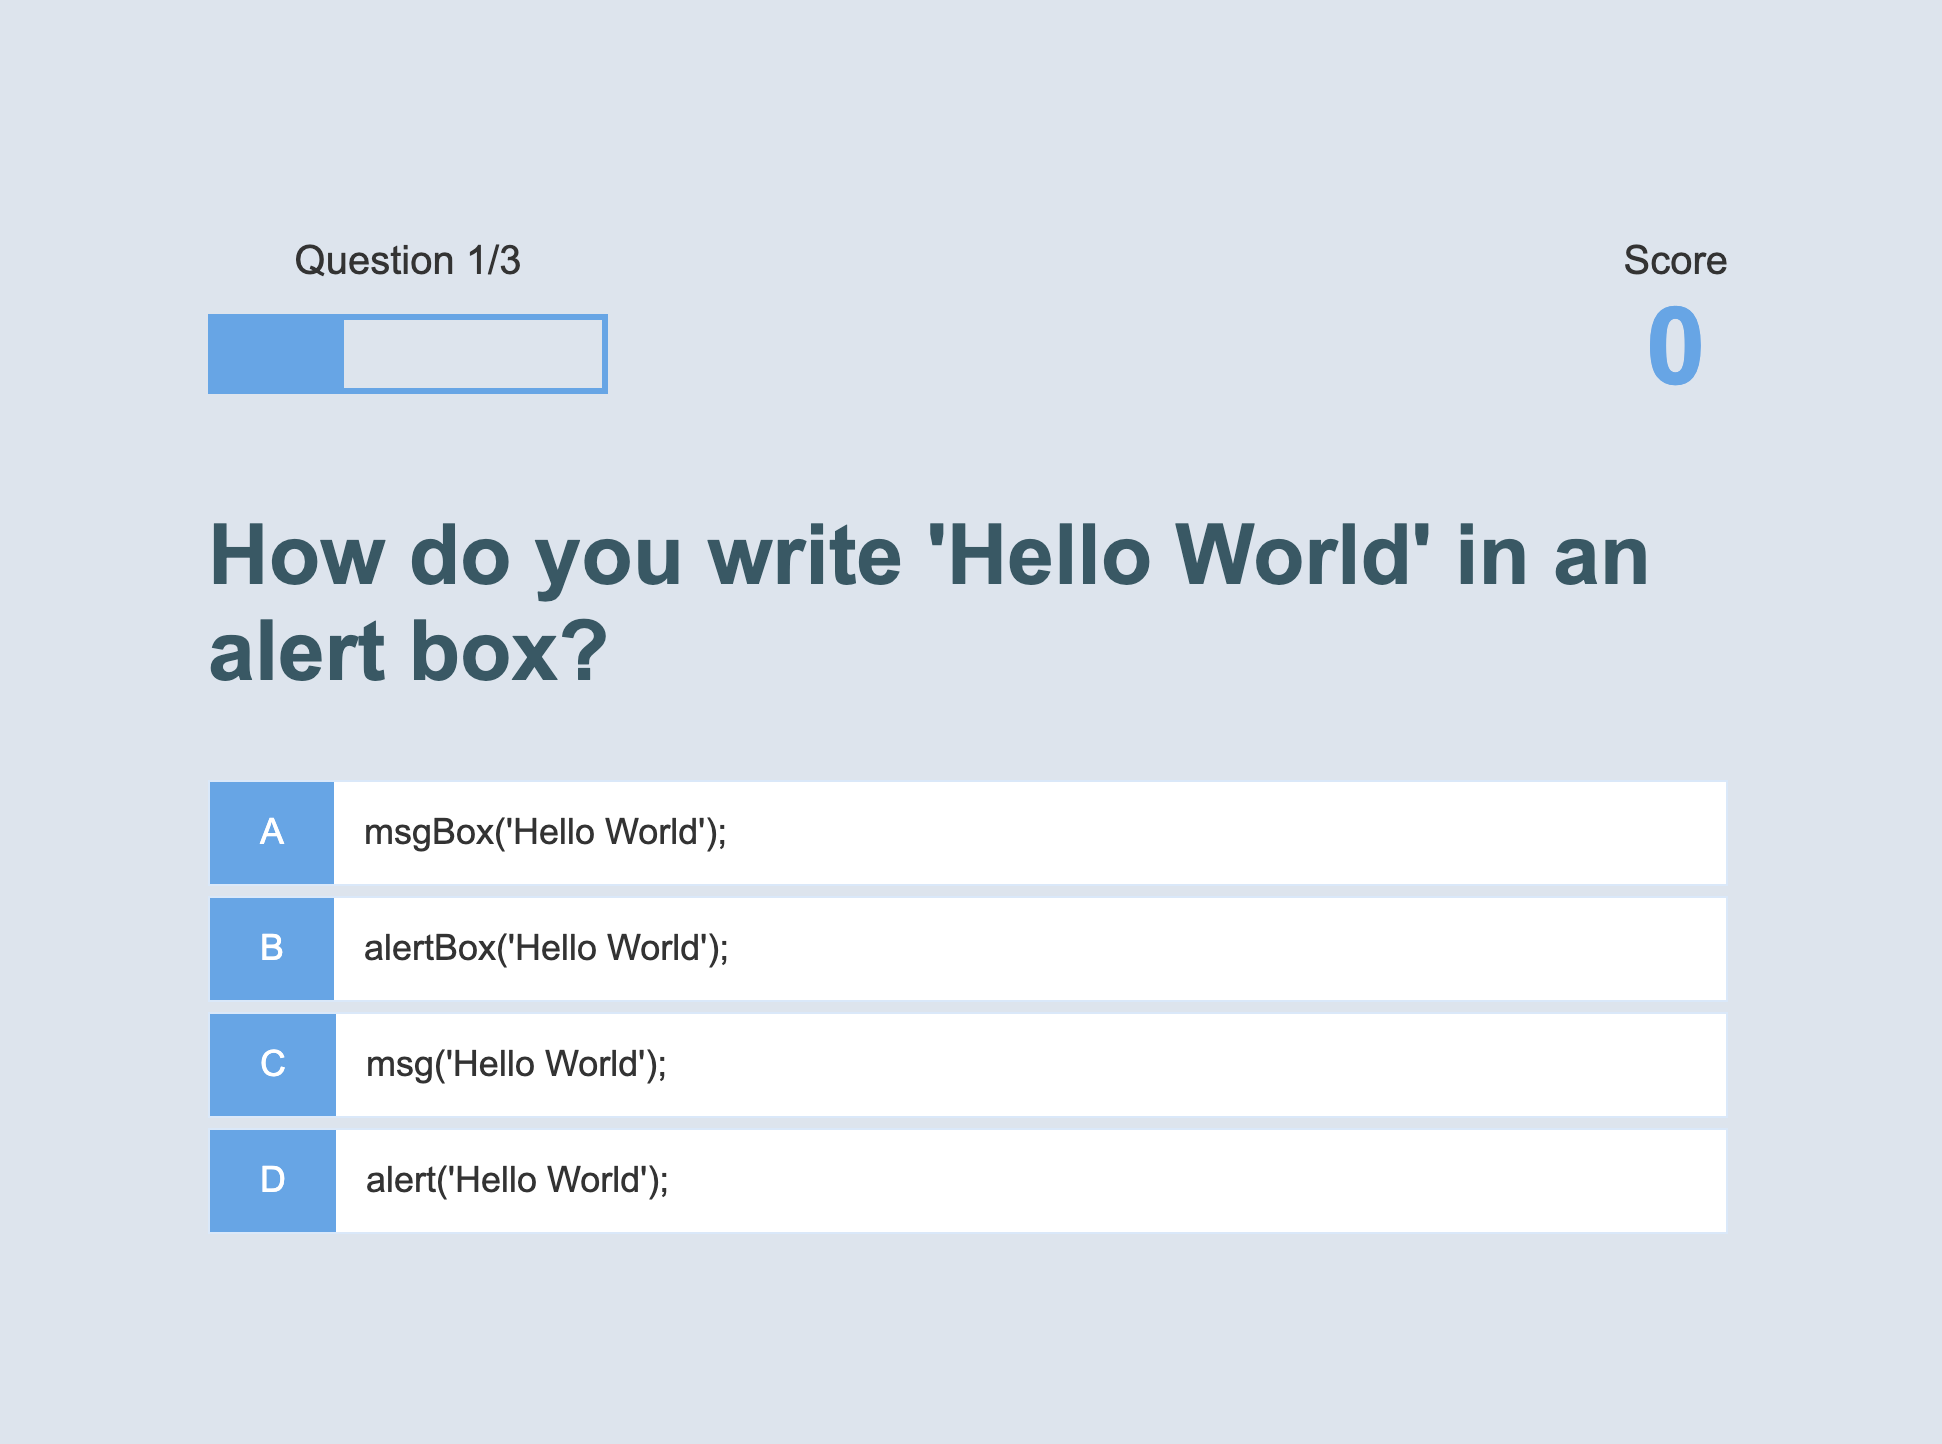 Question 1/3
Score
0
How do you write 'Hello World' in an
alert box?
A msgBox('Hello World');
B alertBox('Hello World');
C msg('Hello World');
D alert('Hello World');